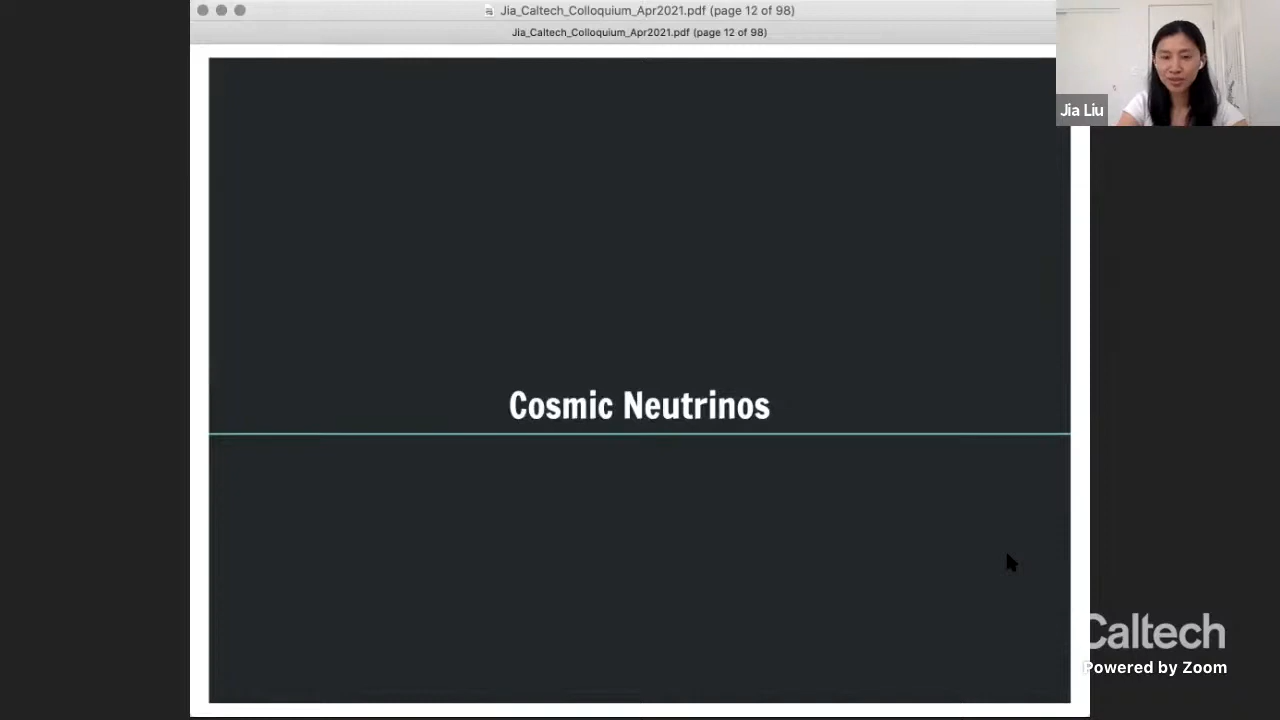 Jia_Caltech_Colloquium_Apr2021.pdf (page 12 of 98)
Jia_Caltech_Colloquium_Apr2021.pdf (page 12 of 98)
Jia Liu
Cosmic Neutrinos
Caltech
Powered by Zoom